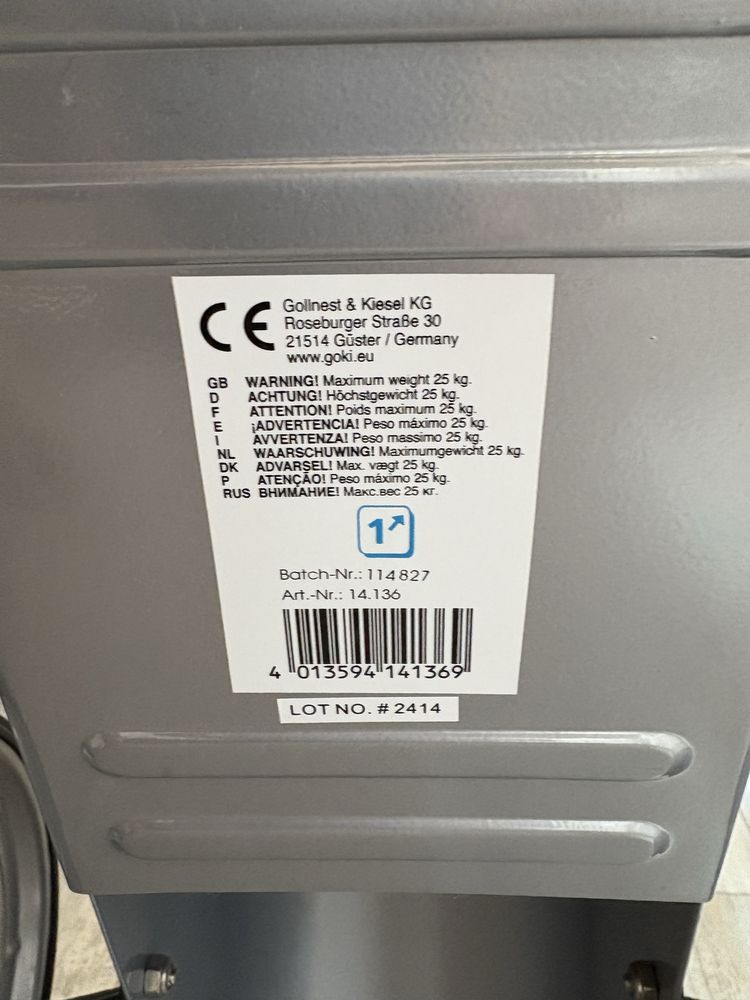 CE
Gollnest & Kiesel KG
Roseburger Straße 30
21514 Güster / Germany
www.goki.eu
GB WARNING! Maximum weight 25 kg.
D ACHTUNG! Höchstgewicht 25 kg.
F ATTENTION! Poids maximum 25 kg.
E ¡ADVERTENCIA! Peso máximo 25 kg.
I AVVERTENZA! Peso massimo 25 kg.
NL WAARSCHUWING! Maximumgewicht 25 kg.
DK ADVARSEL! Max. vægt 25 kg.
P ATENÇÃO! Peso máximo 25 kg.
RUS ВНИМАНИЕ! Макс.вес 25 кг.
1
Batch-Nr.: 114827
Art.-Nr.: 14.136
4 013594 141369
LOT NO. # 2414